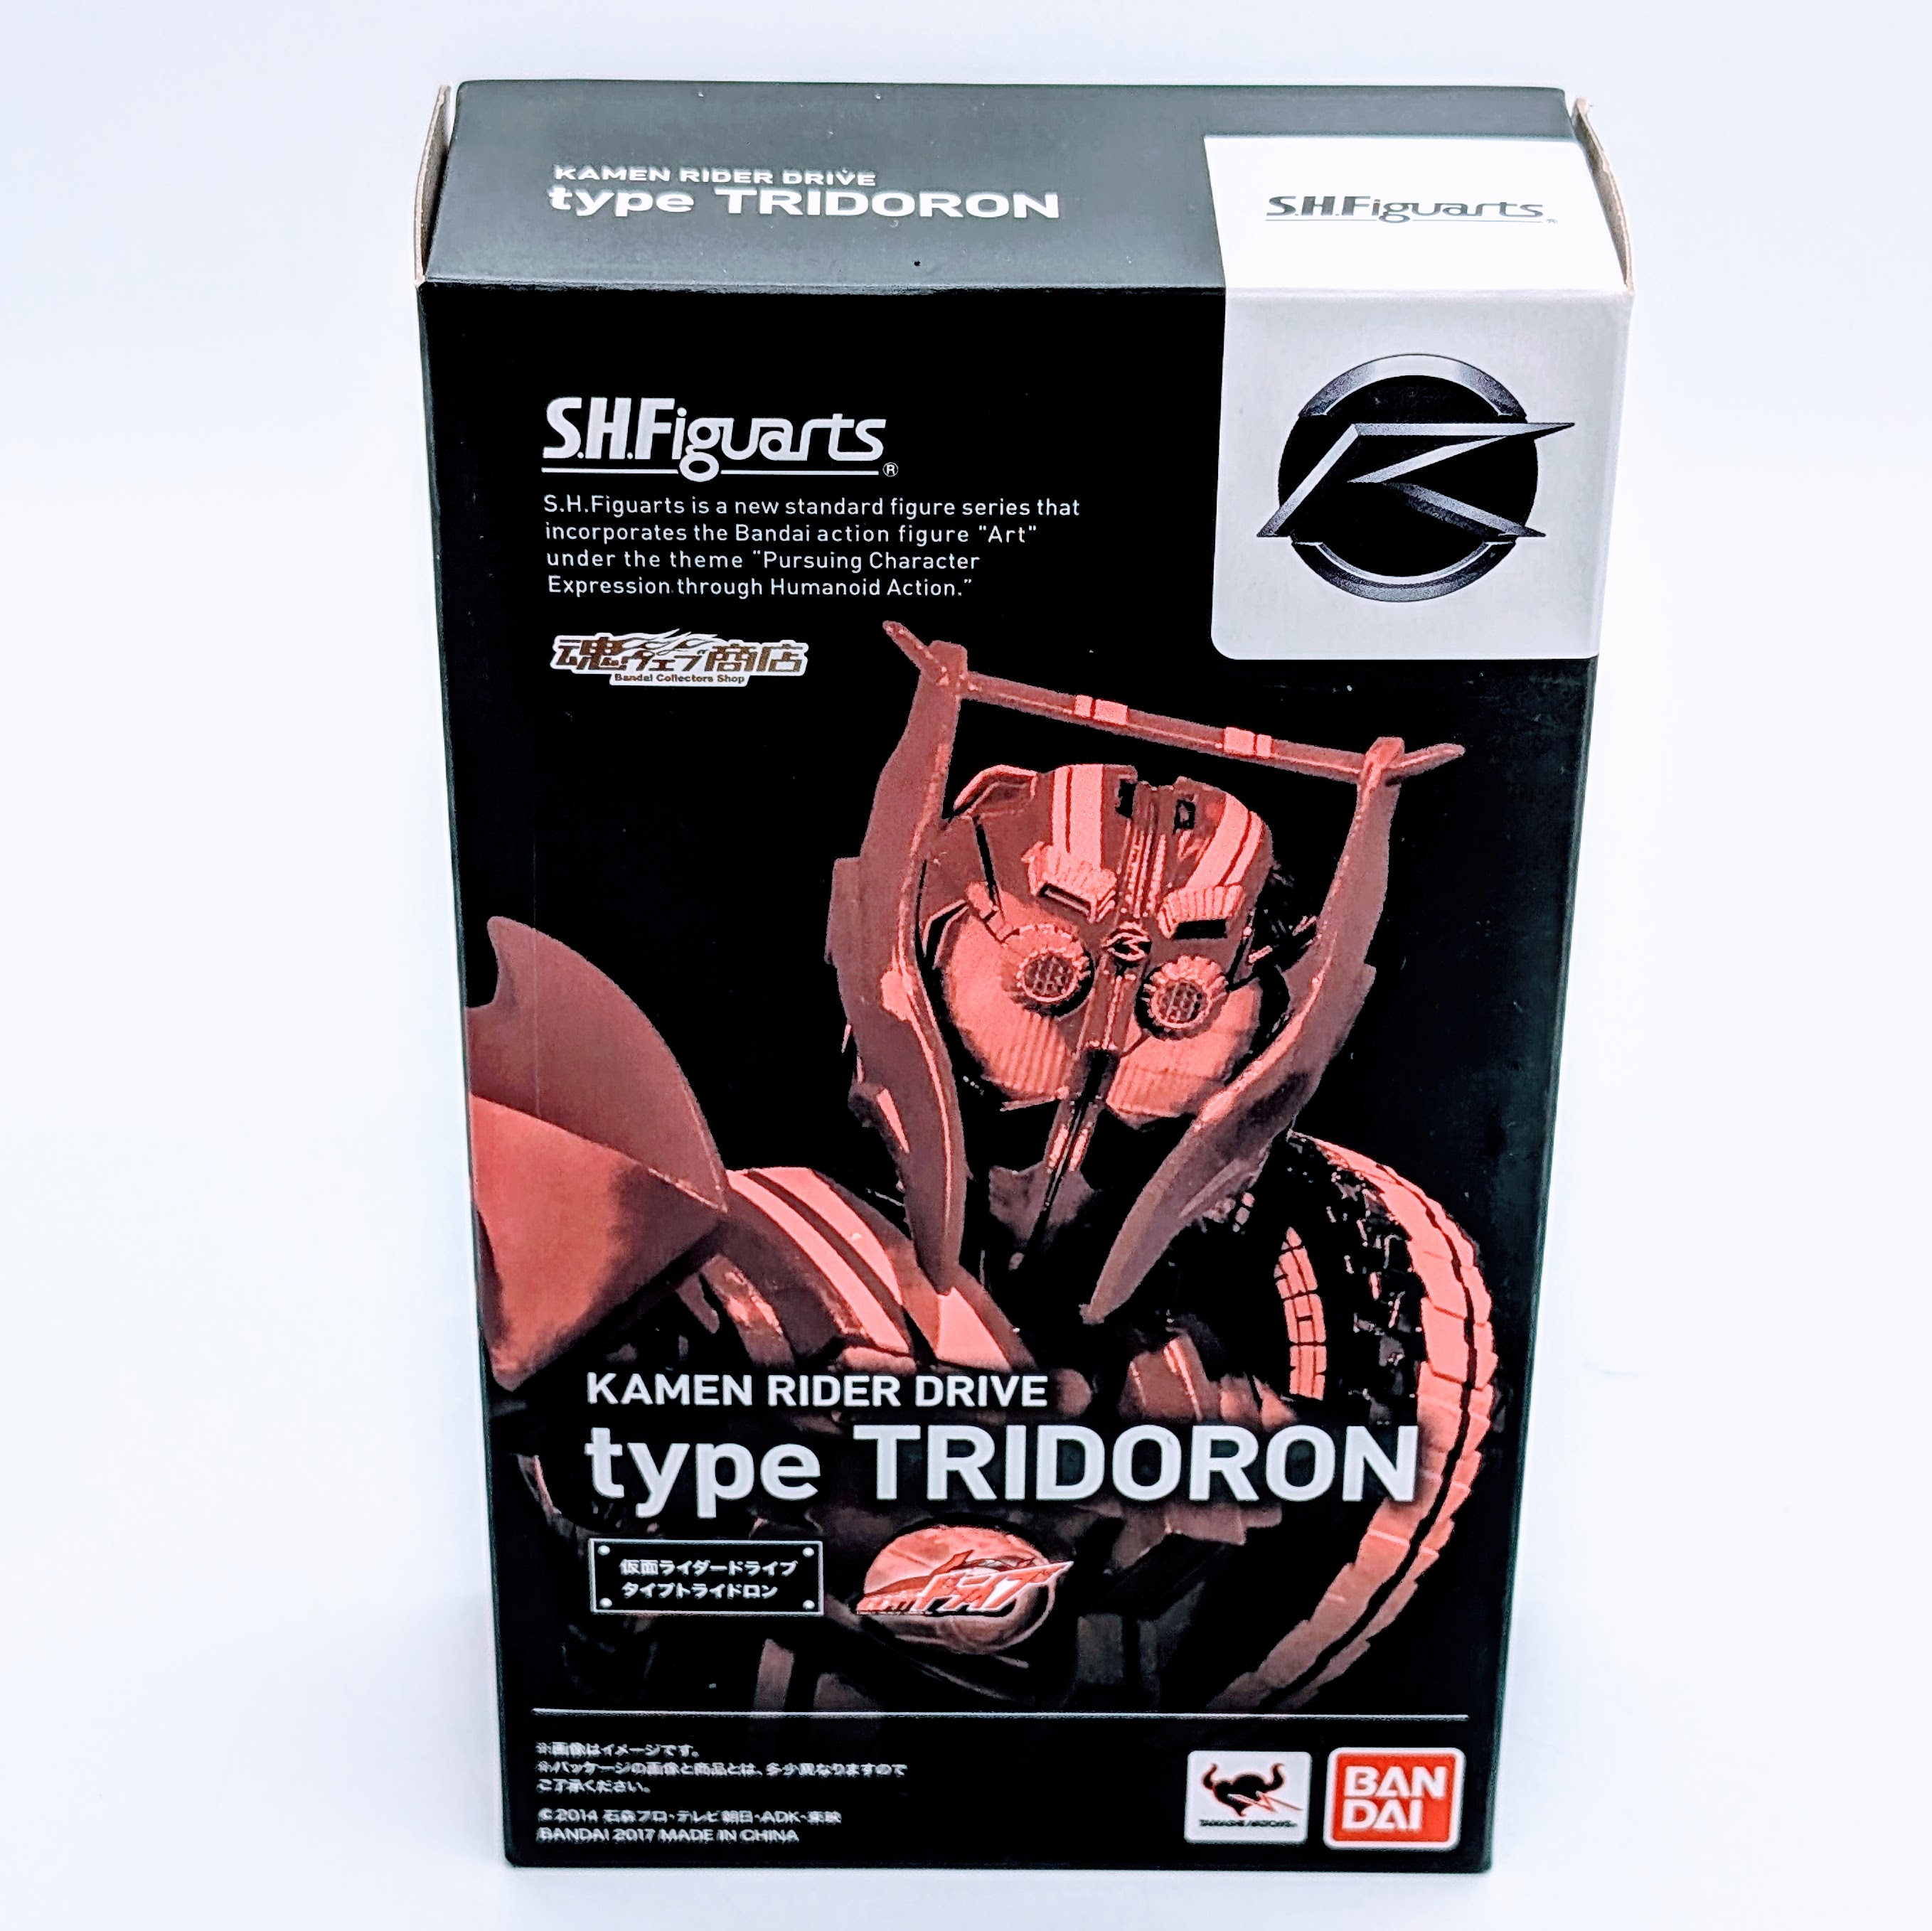 KAMEN RIDER DRIVE
type TRIDORON
S.H.Figuarts
S.H.Figuarts®
S.H.Figuarts is a new standard figure series that
incorporates the Bandai action figure "Art"
under the theme "Pursuing Character
Expression through Humanoid Action."
魂ウェブ商店
Bandai Collectors Shop
KAMEN RIDER DRIVE
type TRIDORON
仮面ライダードライブ
タイプトライドロン
ドライブ
※画像はイメージです。
※パッケージの画像と商品とは、多少異なりますので
ご了承ください。
©2014 石森プロ・テレビ朝日・ADK・東映
BANDAI 2017 MADE IN CHINA
TAMASHII NATIONS
BAN
DAI